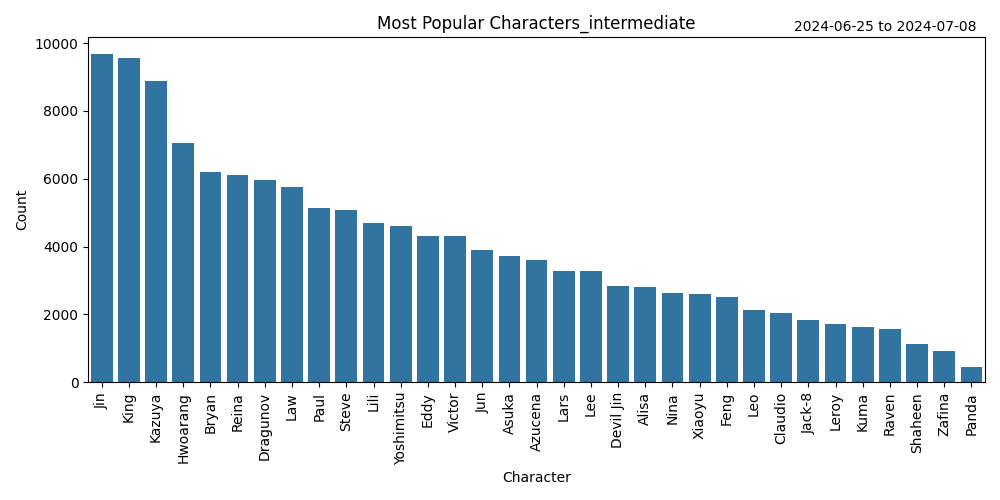 Most Popular Characters_intermediate
2024-06-25 to 2024-07-08
10000
8000
6000
4000
2000
0
Count
Jin
King
Kazuya
Hwoarang
Bryan
Reina
Dragunov
Law
Paul
Steve
Lili
Yoshimitsu
Eddy
Victor
Jun
Asuka
Azucena
Lars
Lee
Devil Jin
Alisa
Nina
Xiaoyu
Feng
Leo
Claudio
Jack-8
Leroy
Kuma
Raven
Shaheen
Zafina
Panda
Character